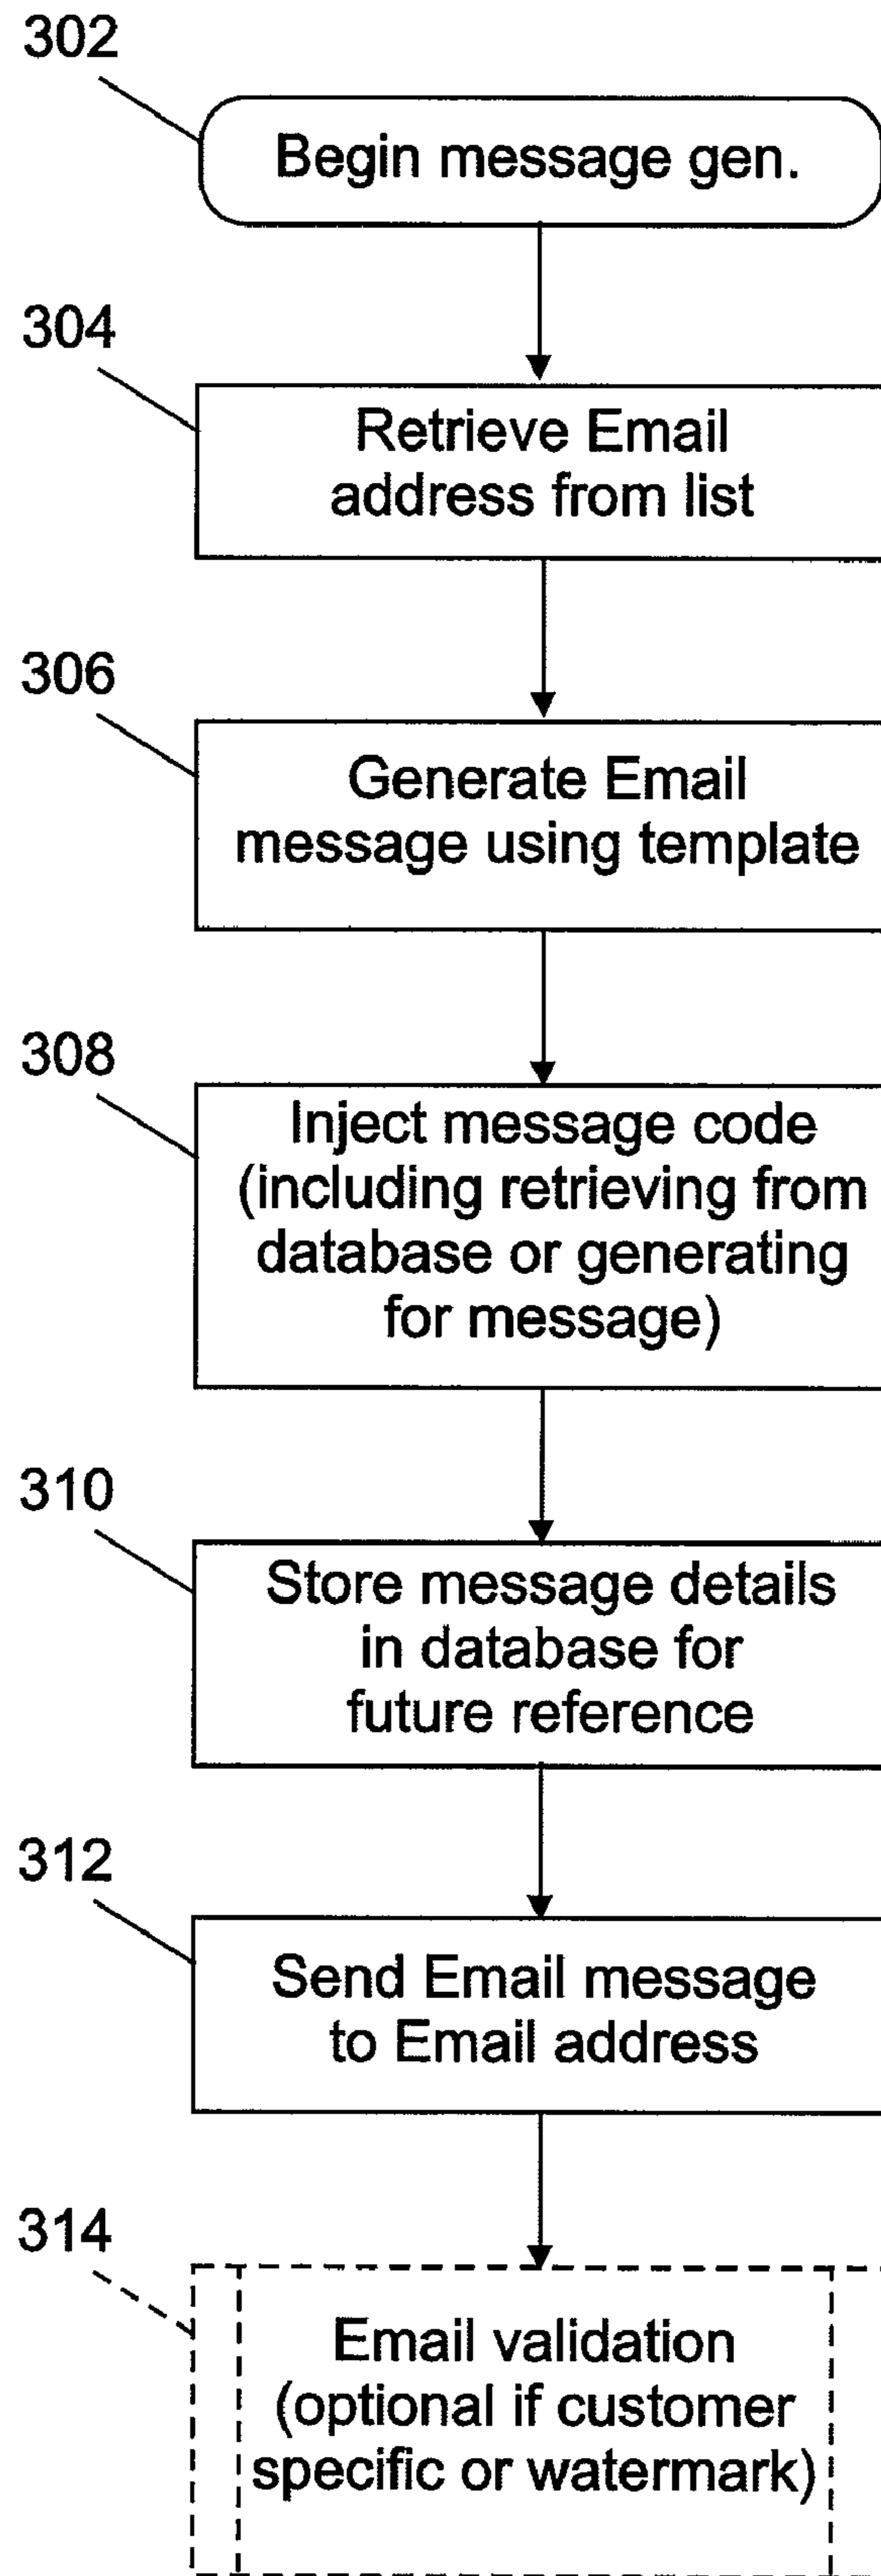 302
Begin message gen.
304
Retrieve Email
address from list
306
Generate Email
message using template
308
Inject message code
(including retrieving from
database or generating
for message)
310
Store message details
in database for
future reference
312
Send Email message
to Email address
314
Email validation
(optional if customer
specific or watermark)